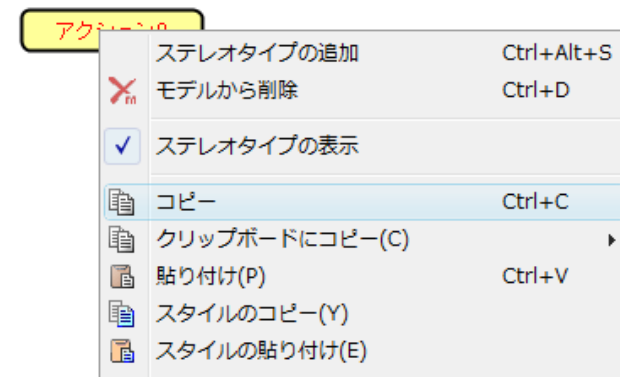 ステレオタイプの追加 Ctrl+Alt+S
モデルから削除 Ctrl+D
ステレオタイプの表示
コピー Ctrl+C
クリップボードにコピー(C)
貼り付け(P) Ctrl+V
スタイルのコピー(Y)
スタイルの貼り付け(E)